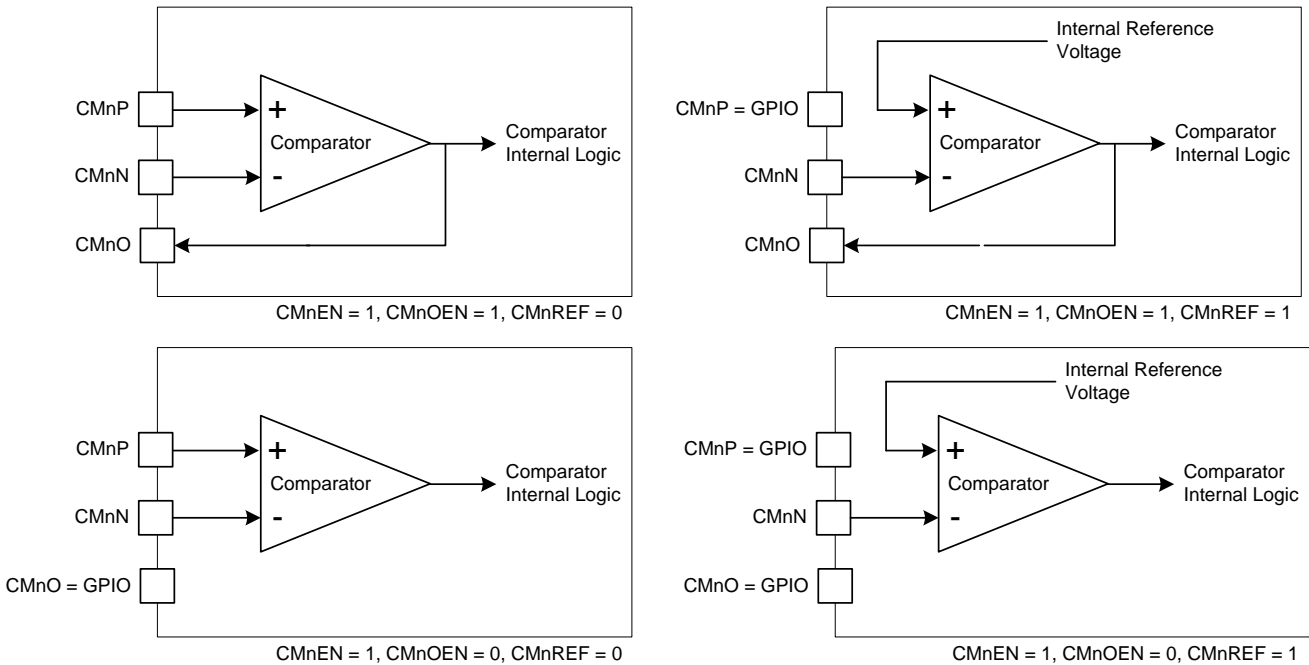 CMnP
+
Comparator
-
CMnN
CMnO
Comparator
Internal Logic
CMnEN = 1, CMnOEN = 1, CMnREF = 0
Internal Reference
Voltage
CMnP = GPIO
+
Comparator
-
CMnN
CMnO
Comparator
Internal Logic
CMnEN = 1, CMnOEN = 1, CMnREF = 1
CMnP
+
Comparator
-
CMnN
CMnO = GPIO
Comparator
Internal Logic
CMnEN = 1, CMnOEN = 0, CMnREF = 0
Internal Reference
Voltage
CMnP = GPIO
+
Comparator
-
CMnN
CMnO = GPIO
Comparator
Internal Logic
CMnEN = 1, CMnOEN = 0, CMnREF = 1